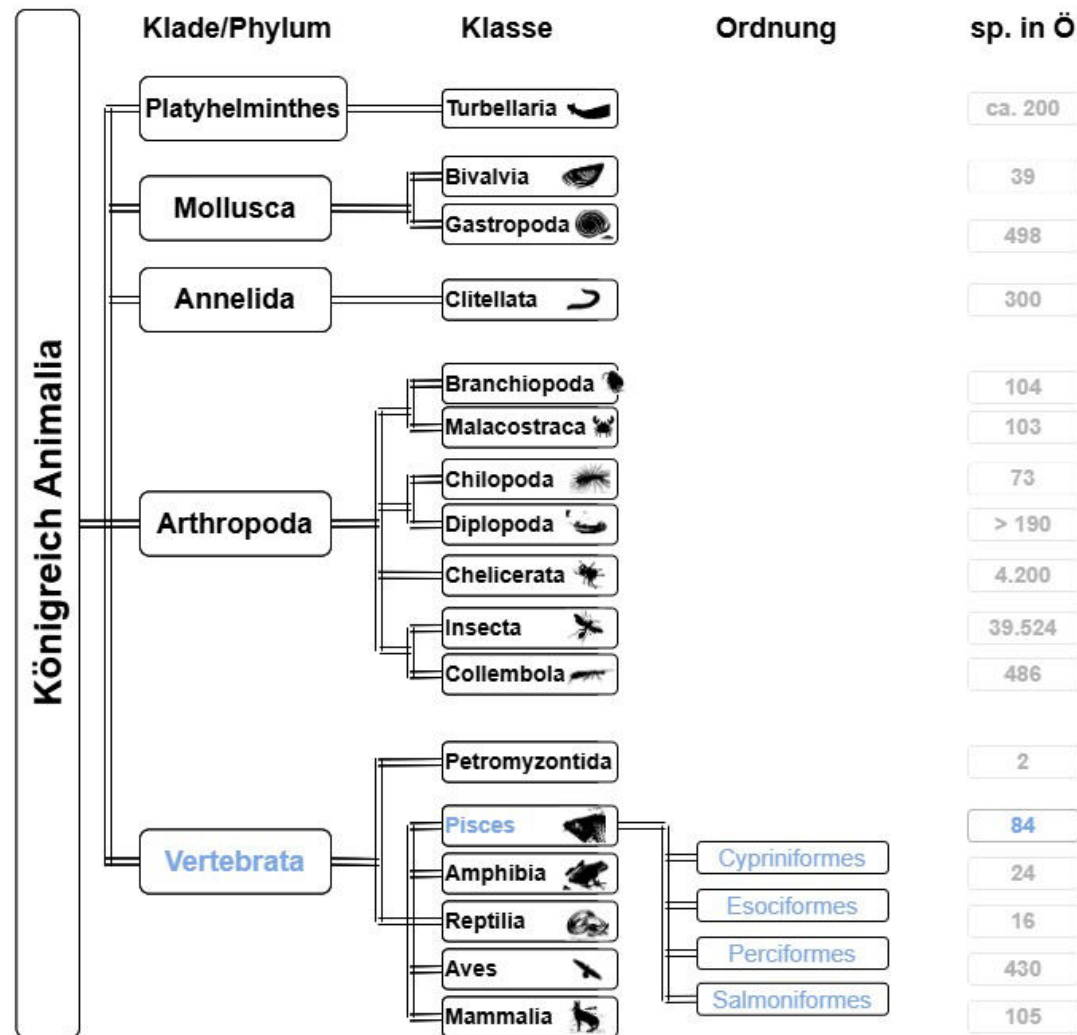 Klade/Phylum Klasse Ordnung sp. in Ö
Königreich Animalia
Platyhelminthes Turbellaria ca. 200
Bivalvia 39
Mollusca
Gastropoda 498
Annelida Clitellata 300
Branchiopoda 104
Malacostraca 103
Chilopoda 73
Arthropoda Diplopoda > 190
Chelicerata 4.200
Insecta 39.524
Collembola 486
Petromyzontida 2
Pisces 84
Vertebrata Cypriniformes
Amphibia 24
Esociformes
Reptilia 16
Perciformes
Aves 430
Salmoniformes
Mammalia 105